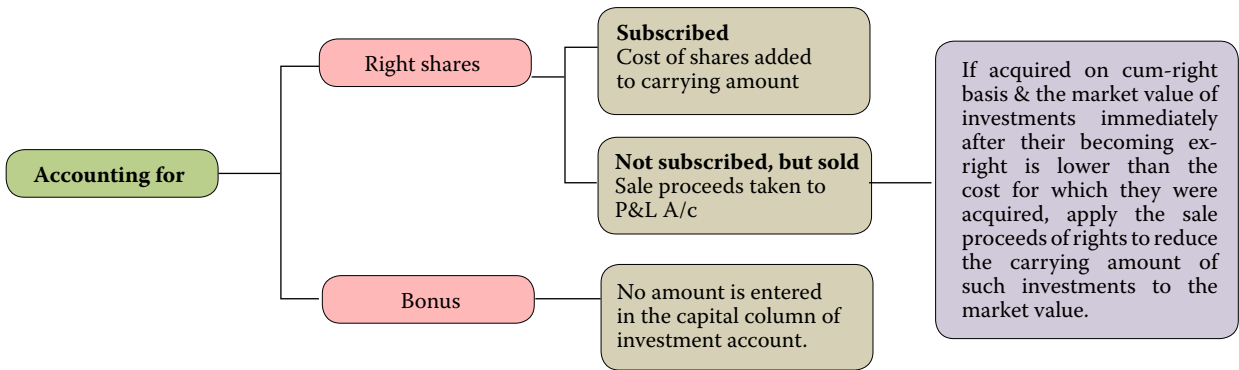 Accounting for
Right shares
Subscribed
Cost of shares added
to carrying amount
Not subscribed, but sold
Sale proceeds taken to
P&L A/c
If acquired on cum-right
basis & the market value of
investments immediately
after their becoming ex-
right is lower than the
cost for which they were
acquired, apply the sale
proceeds of rights to reduce
the carrying amount of
such investments to the
market value.
Bonus
No amount is entered
in the capital column of
investment account.